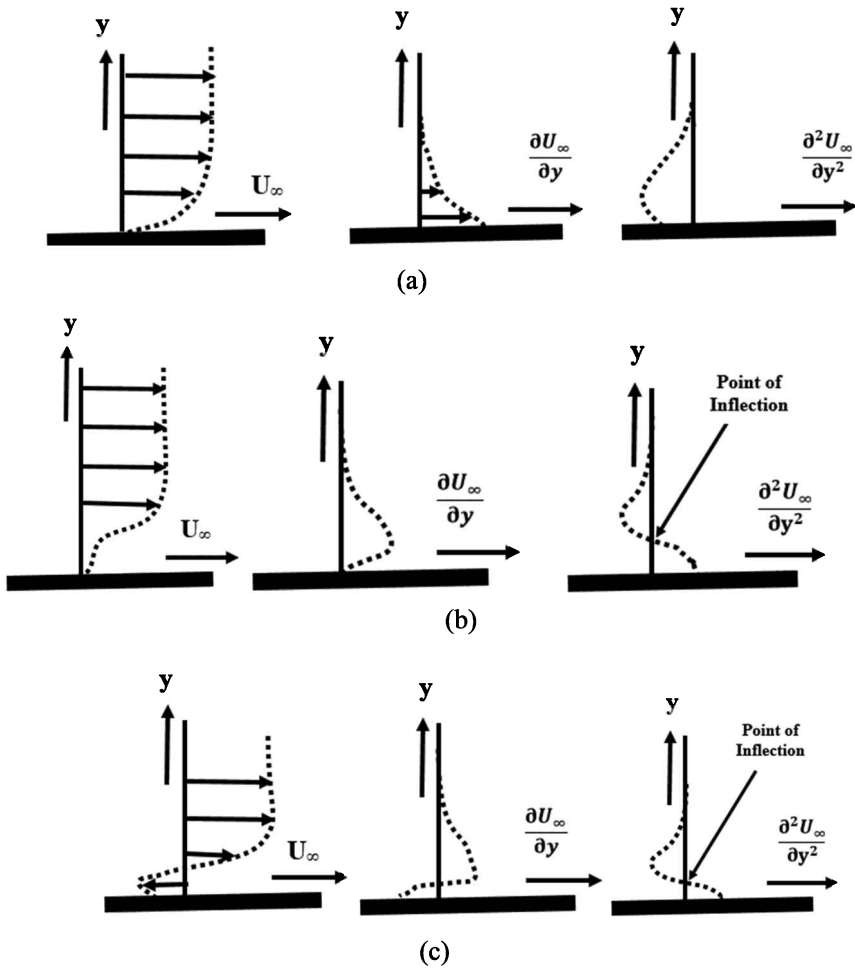 y
y
y
U∞
∂U∞
∂y
∂²U∞
∂y²
(a)
y
y
y
Point of
Inflection
U∞
∂U∞
∂y
∂²U∞
∂y²
(b)
y
y
y
Point of
Inflection
U∞
∂U∞
∂y
∂²U∞
∂y²
(c)